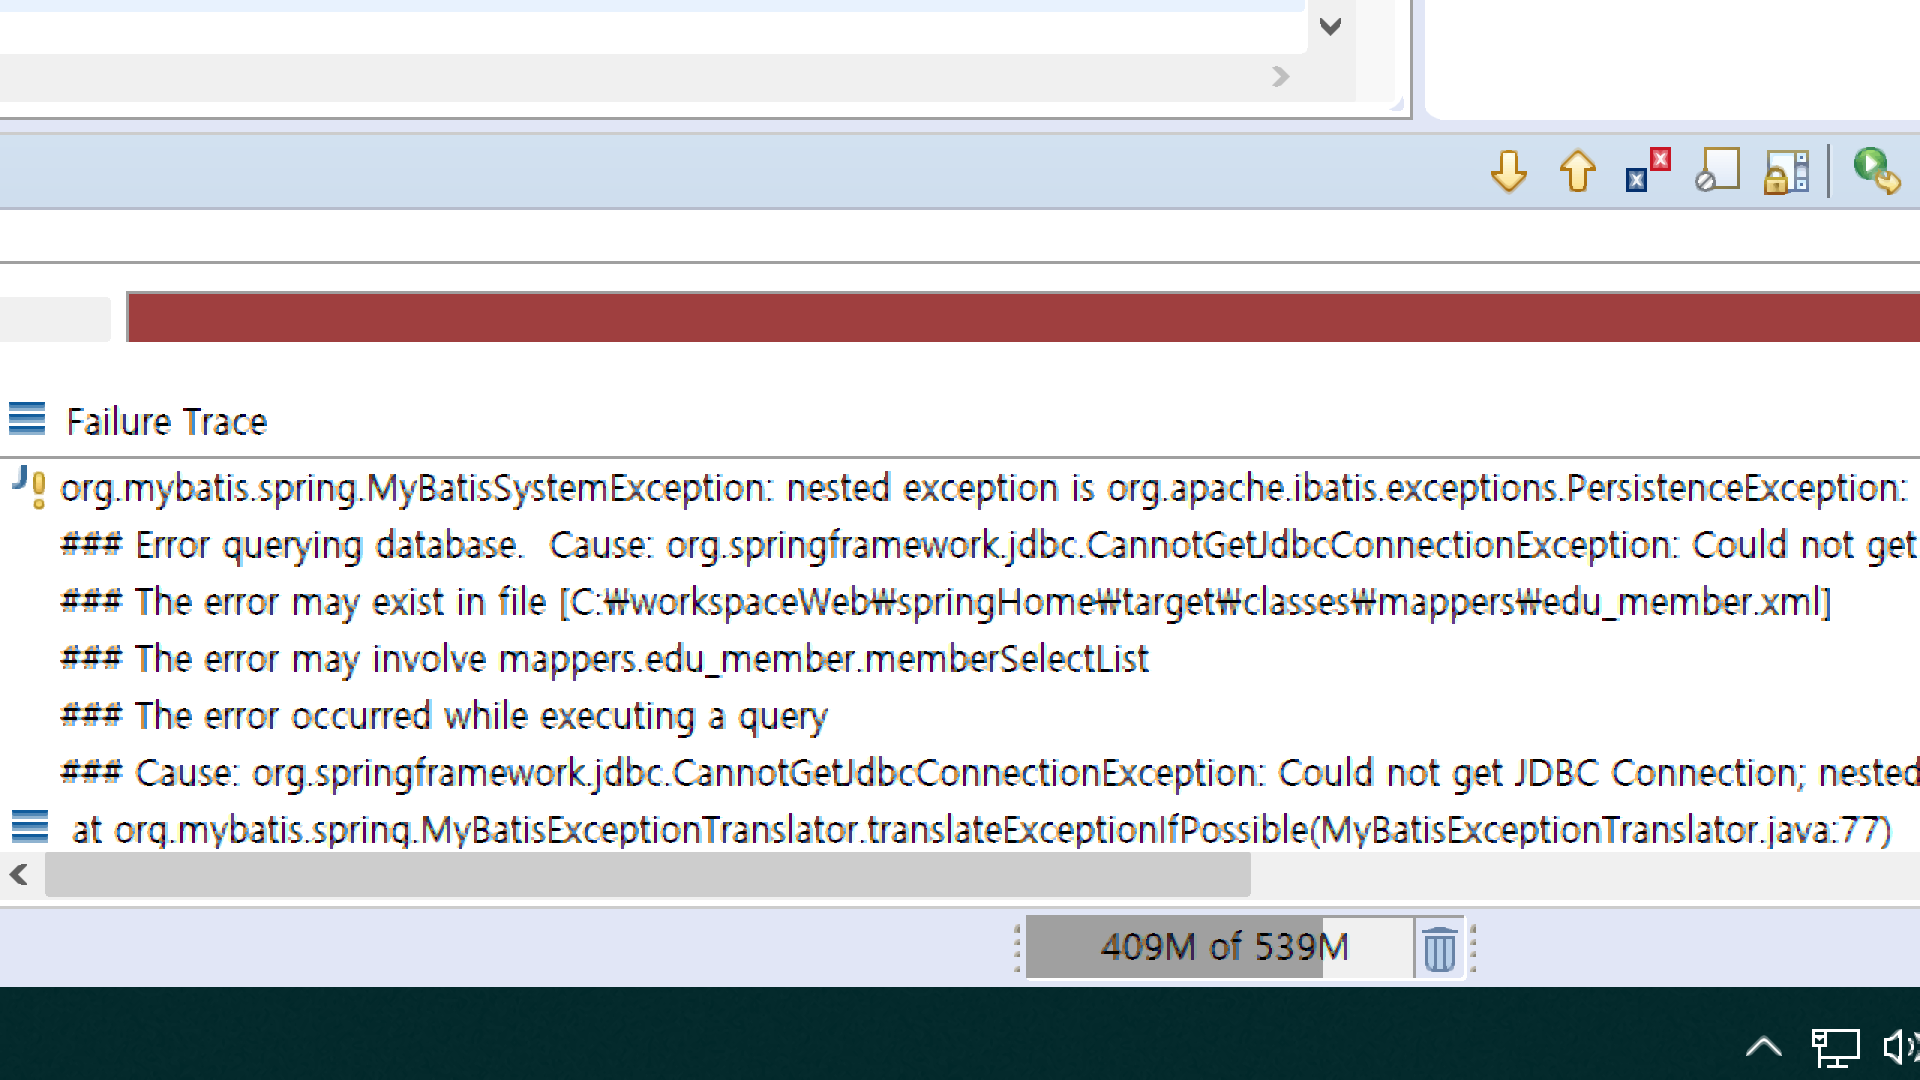 Failure Trace
org.mybatis.spring.MyBatisSystemException: nested exception is org.apache.ibatis.exceptions.PersistenceException:
### Error querying database.  Cause: org.springframework.jdbc.CannotGetJdbcConnectionException: Could not get
### The error may exist in file [C:₩workspaceWeb₩springHome₩target₩classes₩mappers₩edu_member.xml]
### The error may involve mappers.edu_member.memberSelectList
### The error occurred while executing a query
### Cause: org.springframework.jdbc.CannotGetJdbcConnectionException: Could not get JDBC Connection; nested
at org.mybatis.spring.MyBatisExceptionTranslator.translateExceptionIfPossible(MyBatisExceptionTranslator.java:77)
409M of 539M